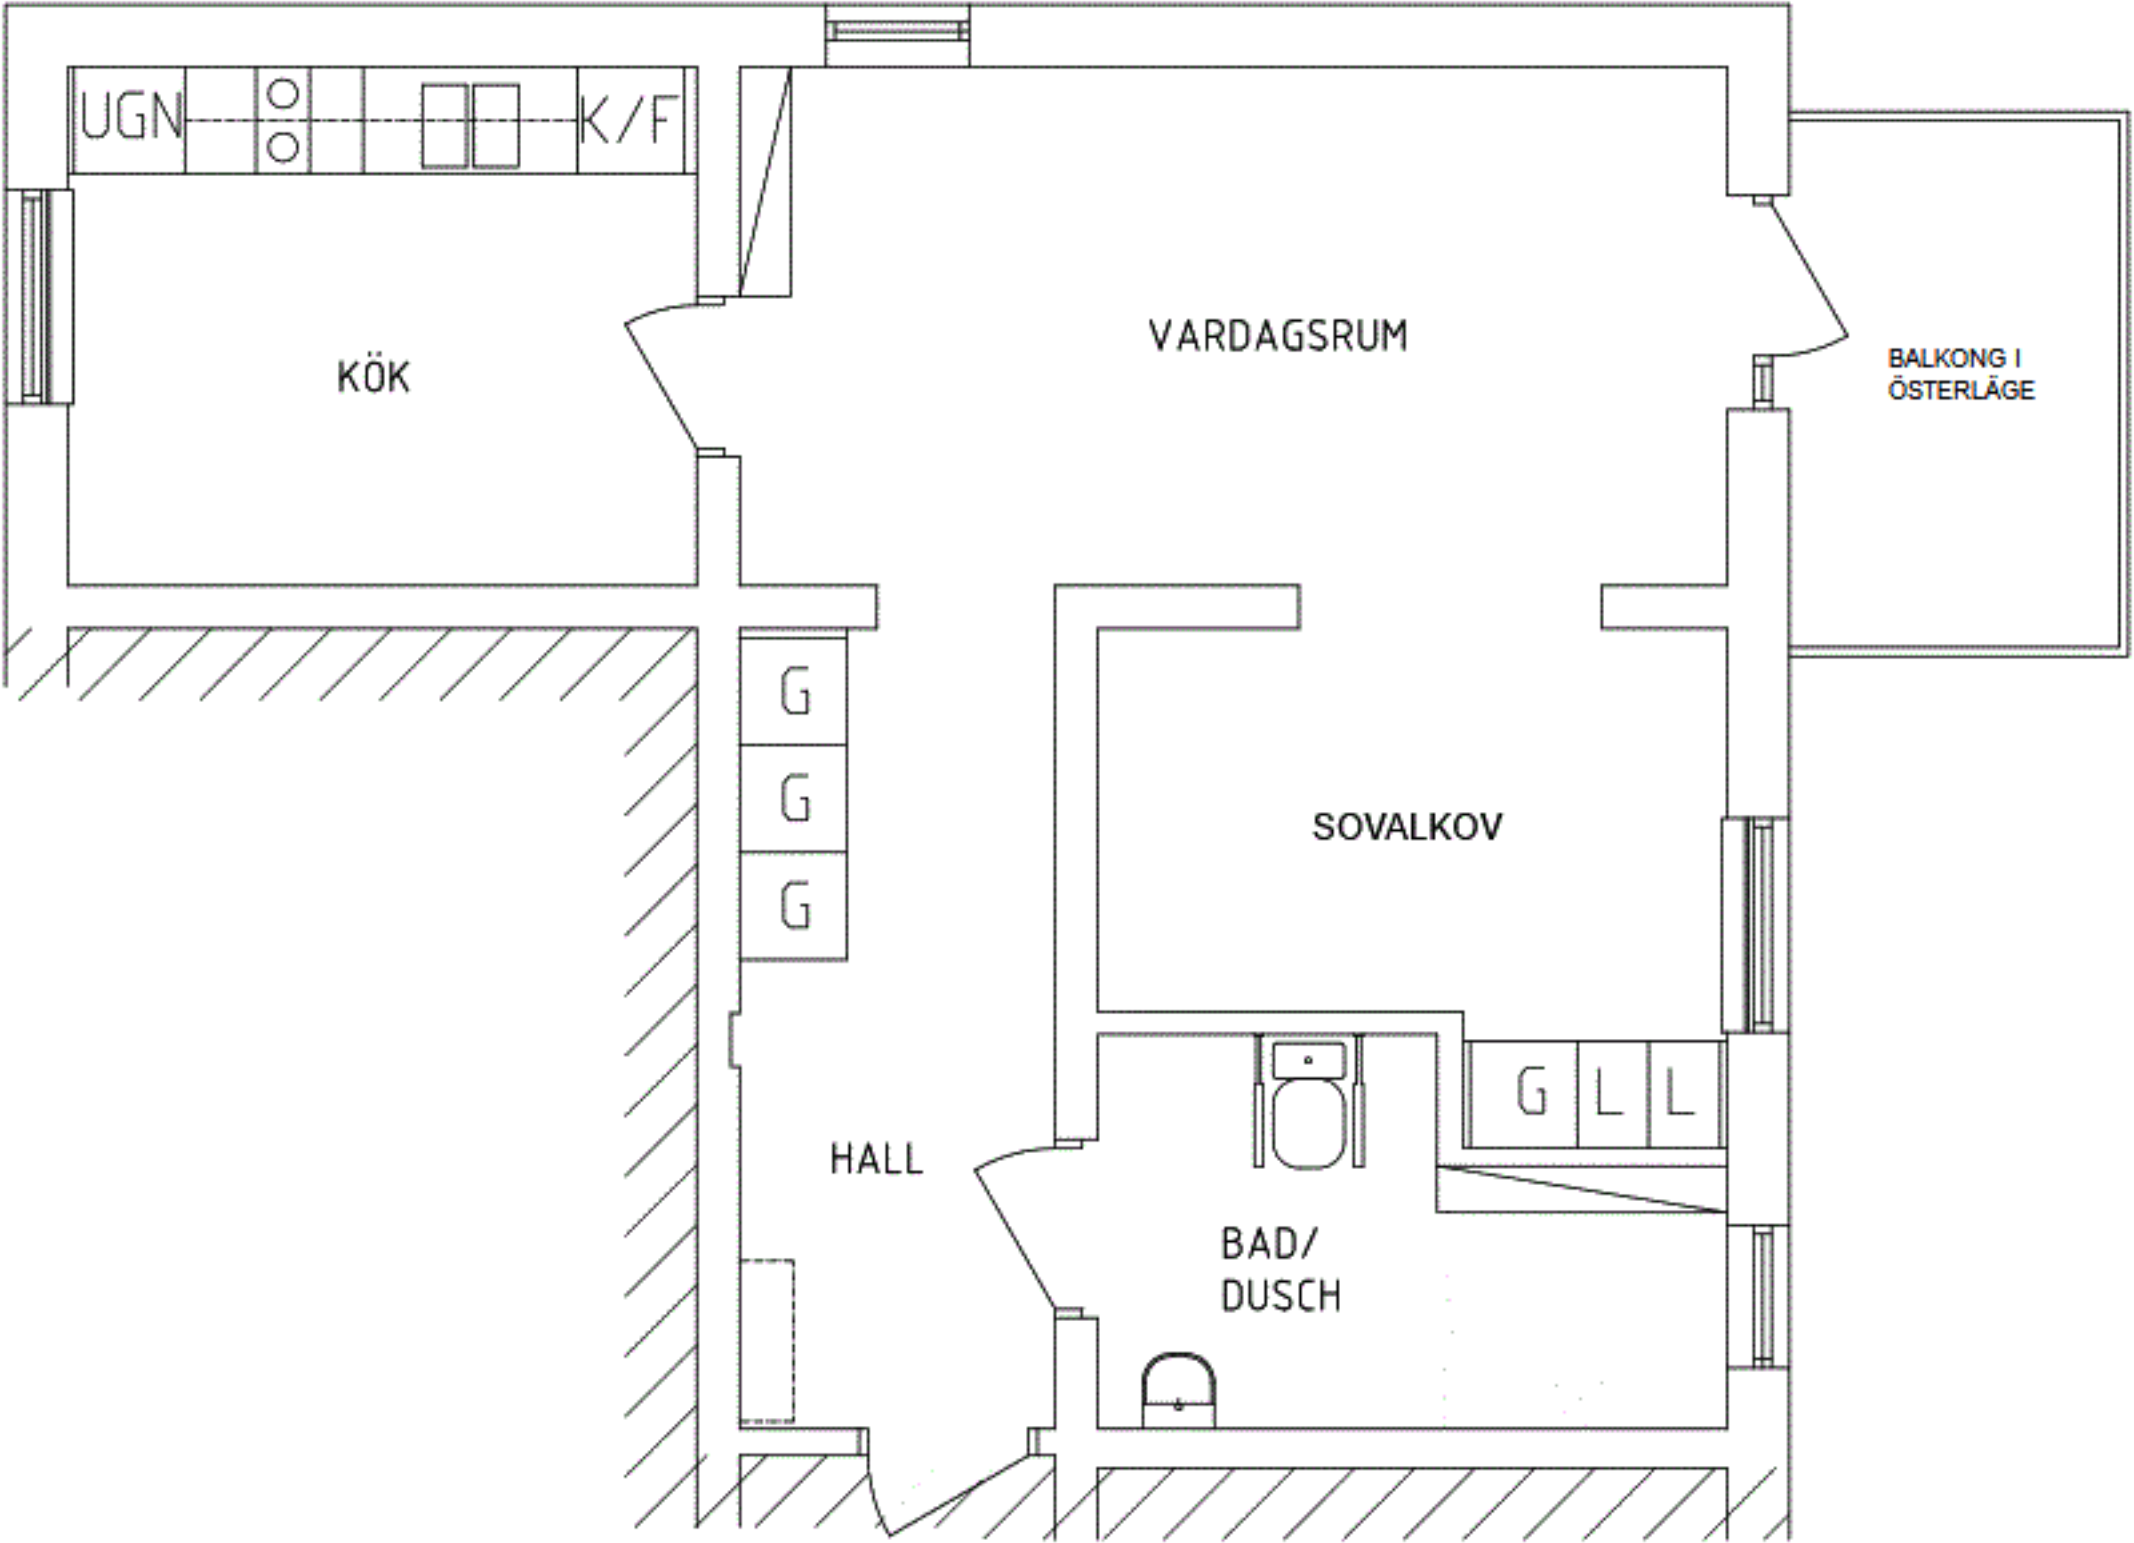 UGN
K/F
VARDAGSRUM
KÖK
BALKONG I
ÖSTERLÄGE
G
G
SOVALKOV
G
G L L
HALL
BAD/
DUSCH